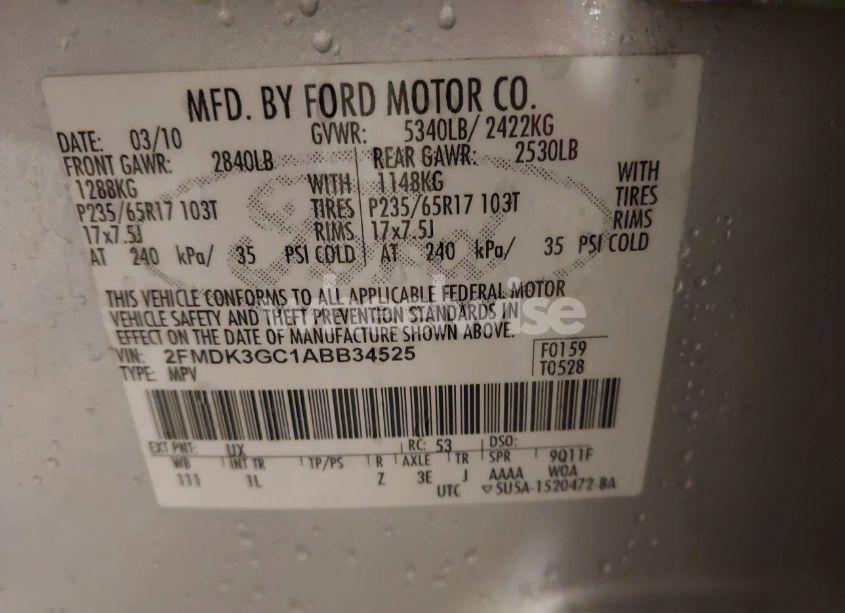 MFD. BY FORD MOTOR CO.
DATE: 03/10 GVWR: 5340LB/ 2422KG
FRONT GAWR: 2840LB REAR GAWR: 2530LB
1288KG WITH 1148KG WITH
P235/65R17 103T TIRES P235/65R17 103T TIRES
17x7.5J RIMS 17x7.5J RIMS
AT 240 kPa/ 35 PSI COLD AT 240 kPa/ 35 PSI COLD
THIS VEHICLE CONFORMS TO ALL APPLICABLE FEDERAL MOTOR
VEHICLE SAFETY AND THEFT PREVENTION STANDARDS IN
EFFECT ON THE DATE OF MANUFACTURE SHOWN ABOVE.
VIN: 2FMDK3GC1ABB34525 F0159
TYPE: MPV T0528
EXT PNT: UX RC: 53 DSO:
WB INT TR TP/PS R AXLE TR SPR 9Q11F
111 1L Z 3E J AAAA W0A
UTC ▽5U5A-1520472-BA